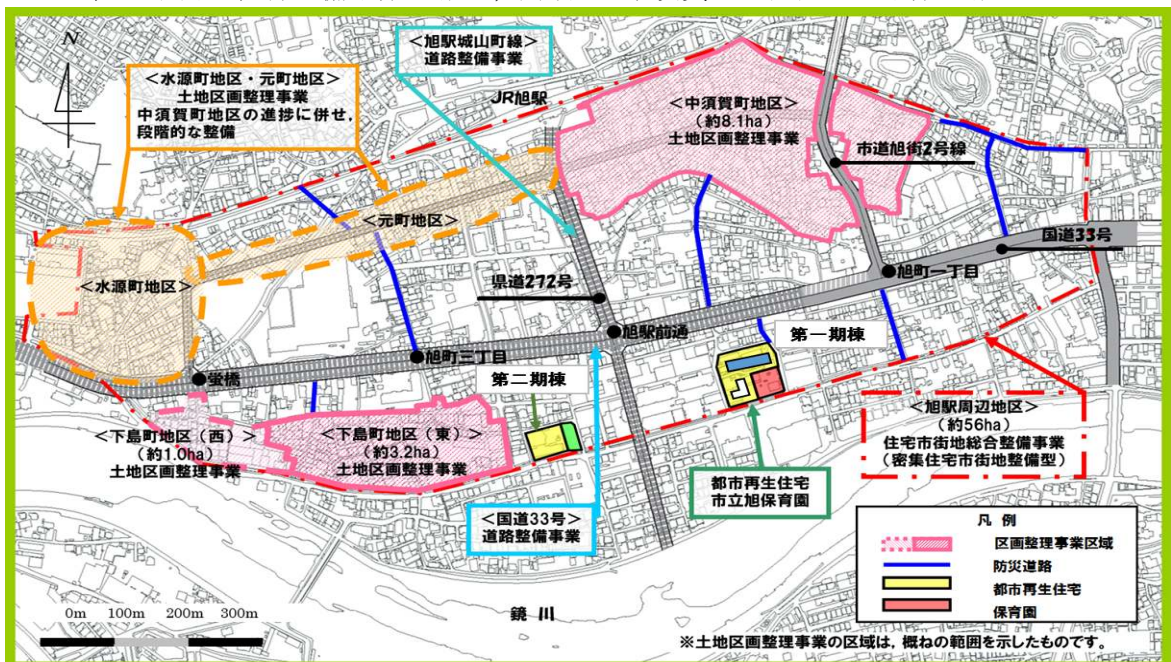 N
<水源町地区・元町地区>
土地区画整理事業
中須賀町地区の進捗に併せ,
段階的な整備
<旭駅城山町線>
道路整備事業
JR旭駅
<中須賀町地区>
(約8.1ha)
土地区画整理事業
市道旭街2号線
<元町地区>
国道33号
<水源町地区>
県道272号
旭町一丁目
旭駅前通
第一期棟
旭町三丁目
蛍橋
第二期棟
<下島町地区(西)>
(約1.0ha)
土地区画整理事業
<下島町地区(東)>
(約3.2ha)
土地区画整理事業
<旭駅周辺地区>
(約56ha)
住宅市街地総合整備事業
(密集住宅市街地整備型)
都市再生住宅
市立旭保育園
<国道33号>
道路整備事業
凡 例
区画整理事業区域
防災道路
都市再生住宅
保育園
0m 100m 200m 300m
鏡 川
※土地区画整理事業の区域は, 概ねの範囲を示したものです。